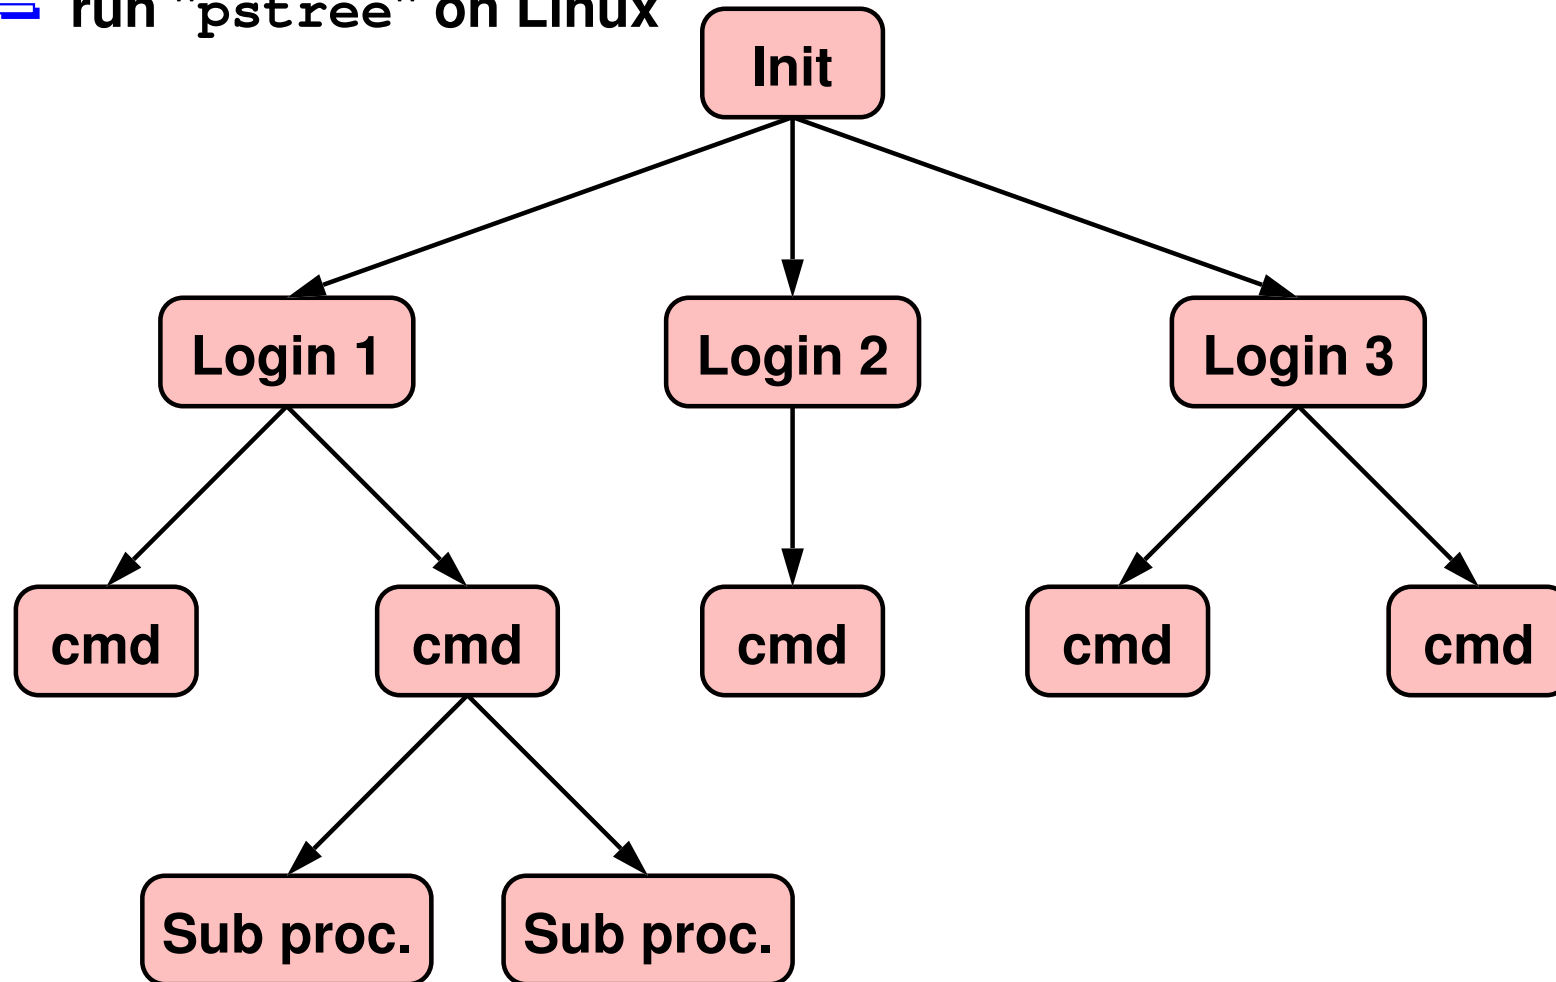 run "pstree" on Linux
Init
Login 1 Login 2 Login 3
cmd cmd cmd cmd cmd
Sub proc. Sub proc.